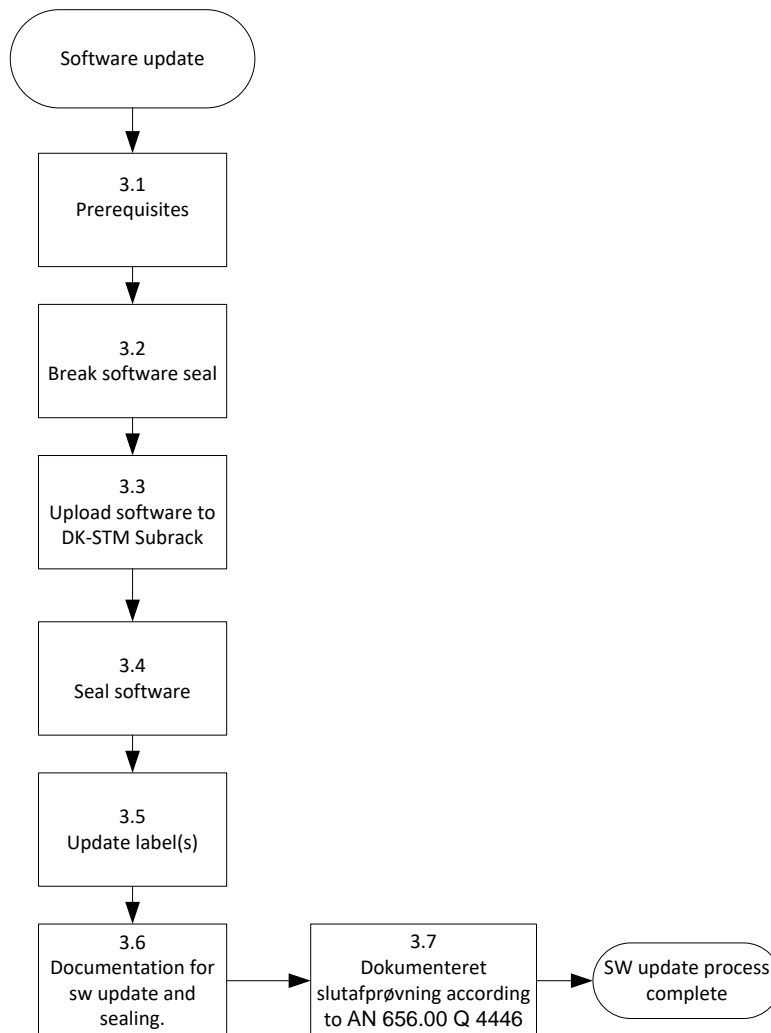 Software update
3.1
Prerequisites
3.2
Break software seal
3.3
Upload software to
DK-STM Subrack
3.4
Seal software
3.5
Update label(s)
3.6
Documentation for
sw update and
sealing.
3.7
Dokumenteret
slutafprøvning according
to AN 656.00 Q 4446
SW update process
complete